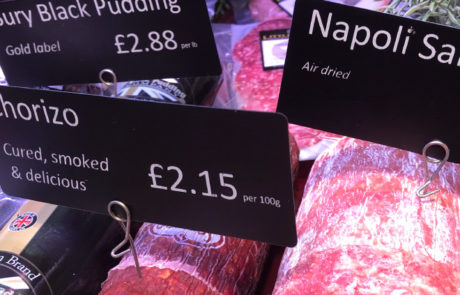 ury Black Pudding
Gold label
£2.88 per lb
Napoli Sa
Air dried
horizo
Cured, smoked
& delicious
£2.15 per 100g
Brand